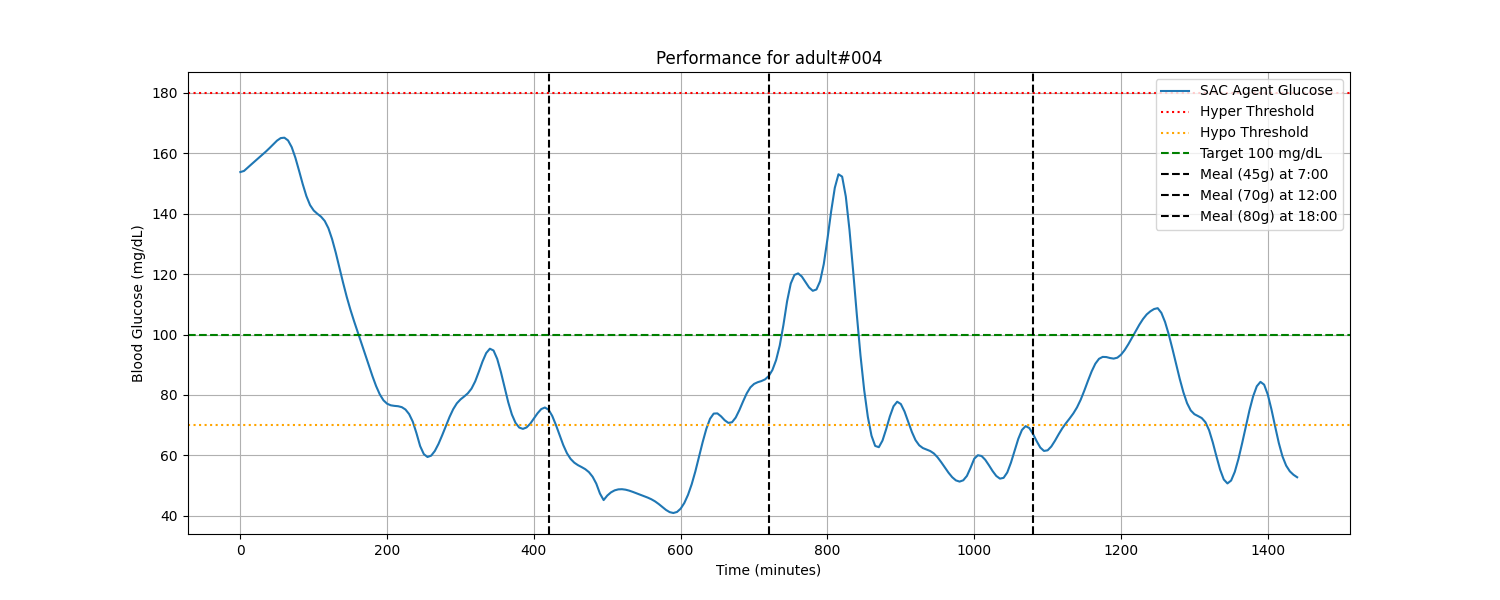 Performance for adult#004
Blood Glucose (mg/dL)
180
160
140
120
100
80
60
40
SAC Agent Glucose
Hyper Threshold
Hypo Threshold
Target 100 mg/dL
Meal (45g) at 7:00
Meal (70g) at 12:00
Meal (80g) at 18:00
0 200 400 600 800 1000 1200 1400
Time (minutes)